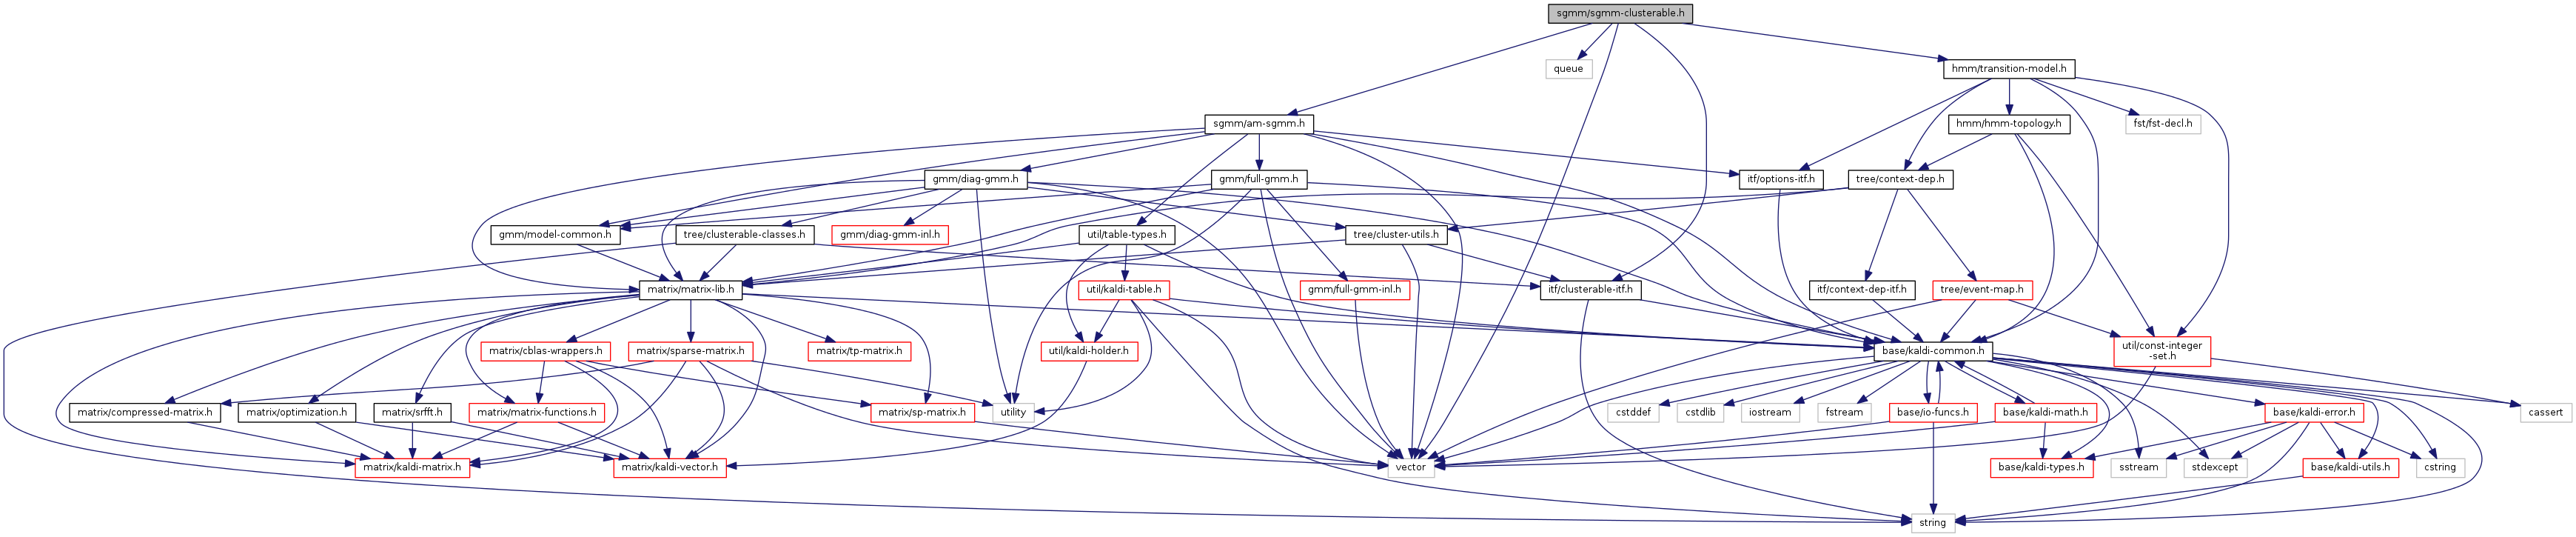 sgmm/sgmm-clusterable.h
queue
hmm/transition-model.h
sgmm/am-sgmm.h
hmm/hmm-topology.h
fst/fst-decl.h
gmm/diag-gmm.h
gmm/full-gmm.h
itf/options-itf.h
tree/context-dep.h
gmm/model-common.h
tree/clusterable-classes.h
gmm/diag-gmm-inl.h
util/table-types.h
tree/cluster-utils.h
matrix/matrix-lib.h
util/kaldi-table.h
gmm/full-gmm-inl.h
itf/clusterable-itf.h
itf/context-dep-itf.h
tree/event-map.h
matrix/cblas-wrappers.h
matrix/sparse-matrix.h
matrix/tp-matrix.h
util/kaldi-holder.h
base/kaldi-common.h
util/const-integer
-set.h
matrix/compressed-matrix.h
matrix/optimization.h
matrix/srfft.h
matrix/matrix-functions.h
matrix/sp-matrix.h
utility
cstddef
cstdlib
iostream
fstream
base/io-funcs.h
base/kaldi-math.h
base/kaldi-error.h
cassert
matrix/kaldi-matrix.h
matrix/kaldi-vector.h
vector
base/kaldi-types.h
sstream
stdexcept
base/kaldi-utils.h
cstring
string